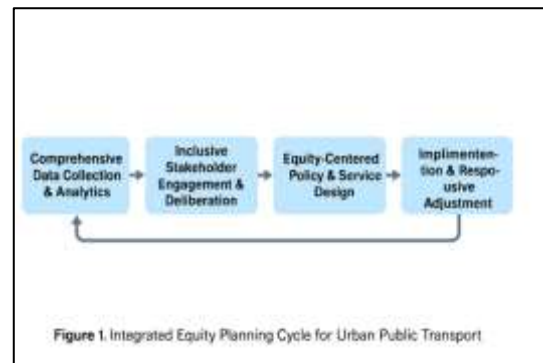 Comprehensive
Data Collection
& Analytics
Inclusive
Stakeholder
Engagement &
Deliberation
Equity-Centered
Policy & Service
Design
Implimenten-
tion & Respo-
usive
Adjustment
Figure 1. Integrated Equity Planning Cycle for Urban Public Transport